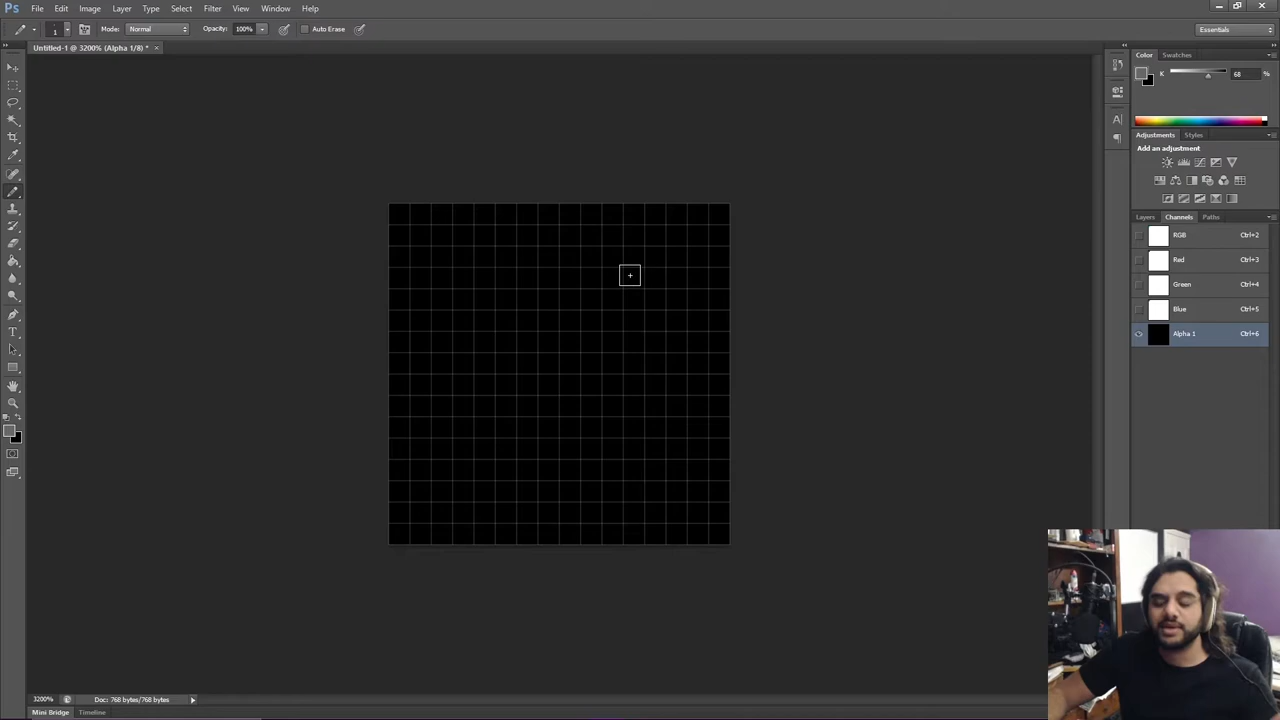 Ps File Edit Image Layer Type Select Filter View Window Help
1 Mode: Normal Opacity: 100% Auto Erase Essentials
Untitled-1 @ 3200% (Alpha 1/8) * ×
Color Swatches
K 68 %
Adjustments Styles
Add an adjustment
Layers Channels Paths
RGB Ctrl+2
Red Ctrl+3
Green Ctrl+4
Blue Ctrl+5
Alpha 1 Ctrl+6
3200% Doc: 768 bytes/768 bytes
Mini Bridge Timeline